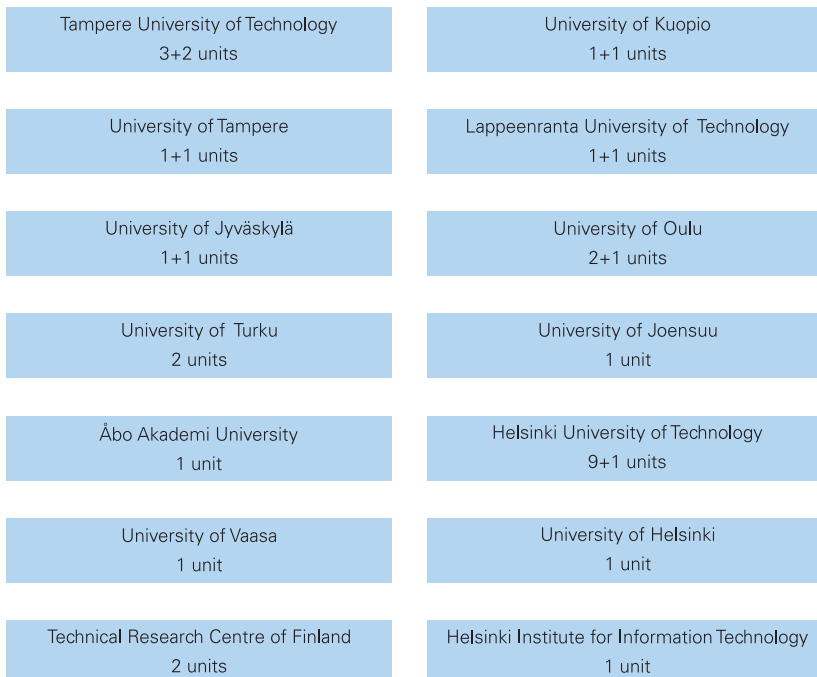 Tampere University of Technology
3+2 units
University of Kuopio
1+1 units
University of Tampere
1+1 units
Lappeenranta University of Technology
1+1 units
University of Jyväskylä
1+1 units
University of Oulu
2+1 units
University of Turku
2 units
University of Joensuu
1 unit
Åbo Akademi University
1 unit
Helsinki University of Technology
9+1 units
University of Vaasa
1 unit
University of Helsinki
1 unit
Technical Research Centre of Finland
2 units
Helsinki Institute for Information Technology
1 unit